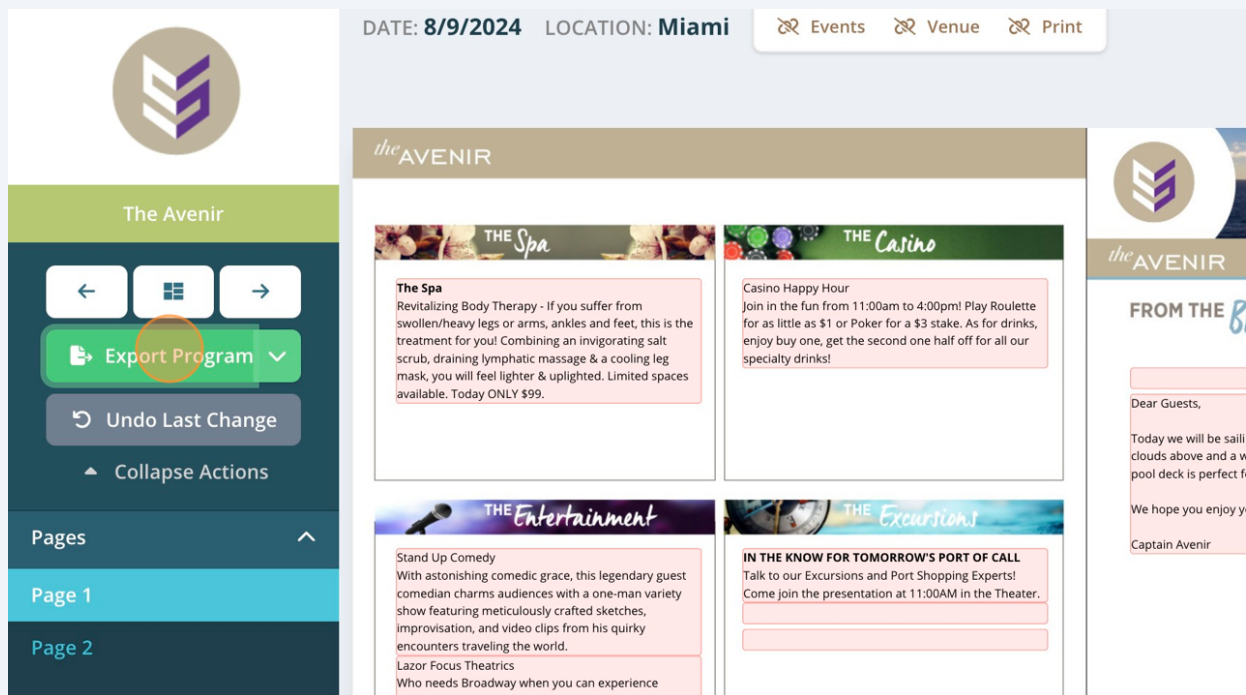 DATE: 8/9/2024 LOCATION: Miami
Events Venue Print
The Avenir
Export Program
Undo Last Change
Collapse Actions
Pages
Page 1
Page 2
the AVENIR
THE Spa
The Spa
Revitalizing Body Therapy - If you suffer from
swollen/heavy legs or arms, ankles and feet, this is the
treatment for you! Combining an invigorating salt
scrub, draining lymphatic massage & a cooling leg
mask, you will feel lighter & uplighted. Limited spaces
available. Today ONLY $99.
THE Casino
Casino Happy Hour
Join in the fun from 11:00am to 4:00pm! Play Roulette
for as little as $1 or Poker for a $3 stake. As for drinks,
enjoy buy one, get the second one half off for all our
specialty drinks!
THE Entertainment
Stand Up Comedy
With astonishing comedic grace, this legendary guest
comedian charms audiences with a one-man variety
show featuring meticulously crafted sketches,
improvisation, and video clips from his quirky
encounters traveling the world.
Lazor Focus Theatrics
Who needs Broadway when you can experience
THE Excursions
IN THE KNOW FOR TOMORROW'S PORT OF CALL
Talk to our Excursions and Port Shopping Experts!
Come join the presentation at 11:00AM in the Theater.
the AVENIR
FROM THE
Dear Guests,
Today we will be saili
clouds above and a w
pool deck is perfect f
We hope you enjoy y
Captain Avenir